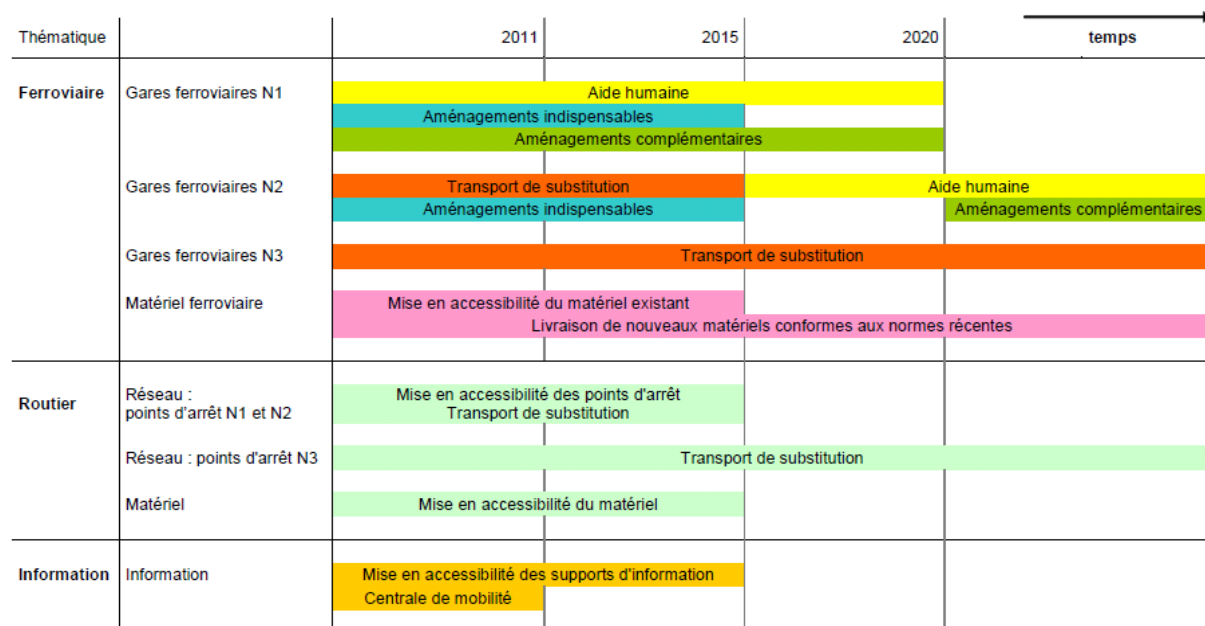 Thématique 2011 2015 2020 temps
Ferroviaire Gares ferroviaires N1 Aide humaine
Aménagements indispensables
Aménagements complémentaires
Gares ferroviaires N2 Transport de substitution Aide humaine
Aménagements indispensables Aménagements complémentaires
Gares ferroviaires N3 Transport de substitution
Matériel ferroviaire Mise en accessibilité du matériel existant
Livraison de nouveaux matériels conformes aux normes récentes
Routier Réseau : Mise en accessibilité des points d'arrêt
points d'arrêt N1 et N2 Transport de substitution
Réseau : points d'arrêt N3 Transport de substitution
Matériel Mise en accessibilité du matériel
Information Information Mise en accessibilité des supports d'information
Centrale de mobilité